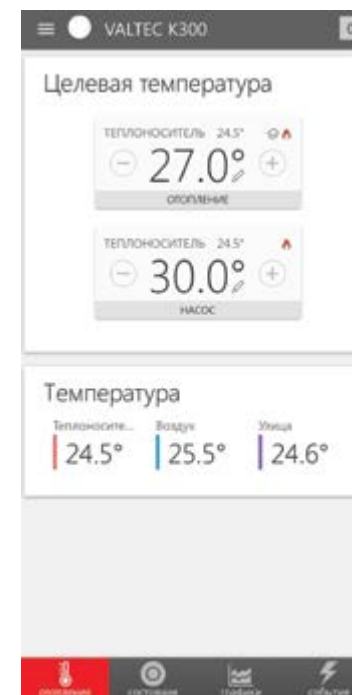 VALTEC K300
Целевая температура
ТЕПЛОНОСИТЕЛЬ 24.5°
27.0°
ОТОПЛЕНИЕ
ТЕПЛОНОСИТЕЛЬ 24.5°
30.0°
НАСОС
Температура
Теплоносите... Воздух Улица
24.5° 25.5° 24.6°
ОТОПЛЕНИЕ СОСТОЯНИЯ ГРАФИКИ СОБЫТИЯ